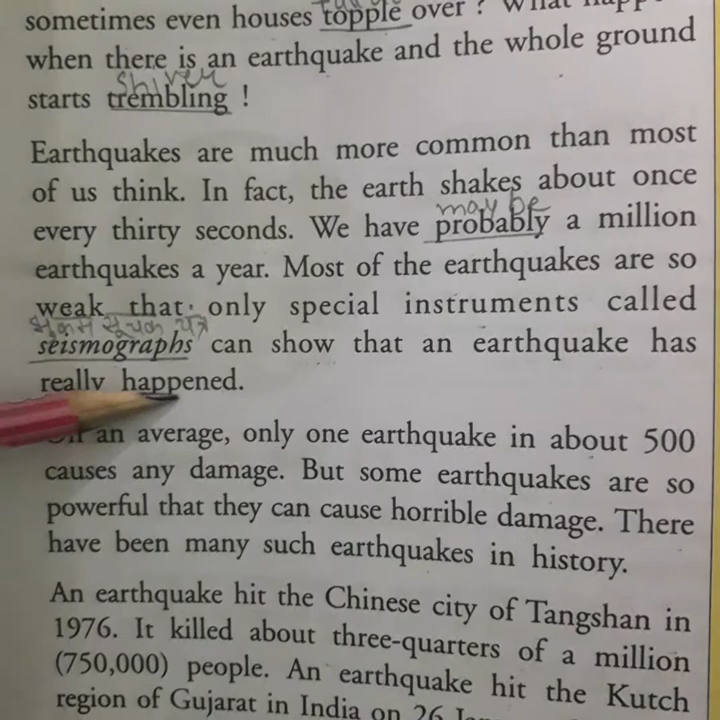 sometimes even houses topple over ? What
when there is an earthquake and the whole ground
shiver
starts trembling !
Earthquakes are much more common than most
of us think. In fact, the earth shakes about once
may be
every thirty seconds. We have probably a million
earthquakes a year. Most of the earthquakes are so
weak that only special instruments called
भूकम्प सूचक यंत्र
seismographs can show that an earthquake has
really happened.
On an average, only one earthquake in about 500
causes any damage. But some earthquakes are so
powerful that they can cause horrible damage. There
have been many such earthquakes in history.
An earthquake hit the Chinese city of Tangshan in
1976. It killed about three-quarters of a million
(750,000) people. An earthquake hit the Kutch
region of Gujarat in India on 26